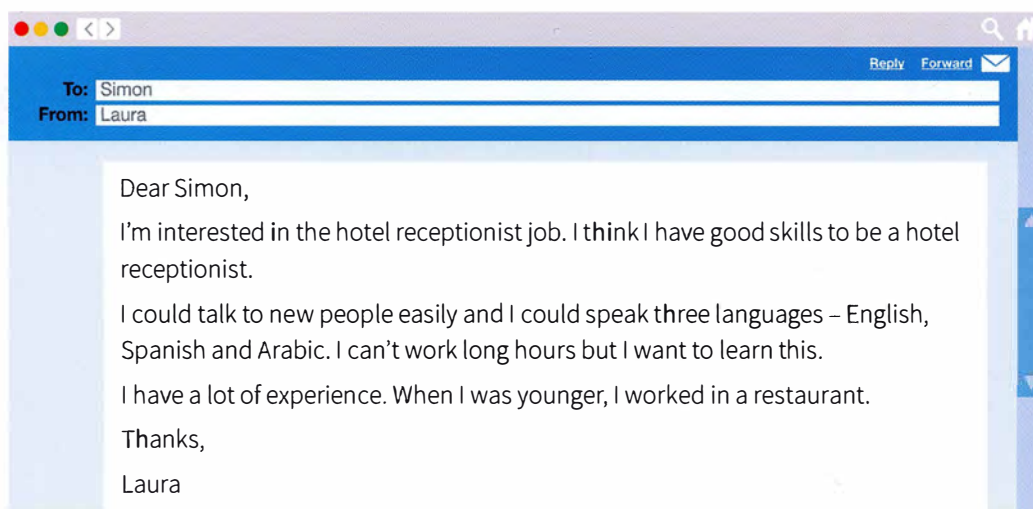 Reply Forward
To: Simon
From: Laura
Dear Simon,
I'm interested in the hotel receptionist job. I think I have good skills to be a hotel
receptionist.
I could talk to new people easily and I could speak three languages – English,
Spanish and Arabic. I can't work long hours but I want to learn this.
I have a lot of experience. When I was younger, I worked in a restaurant.
Thanks,
Laura